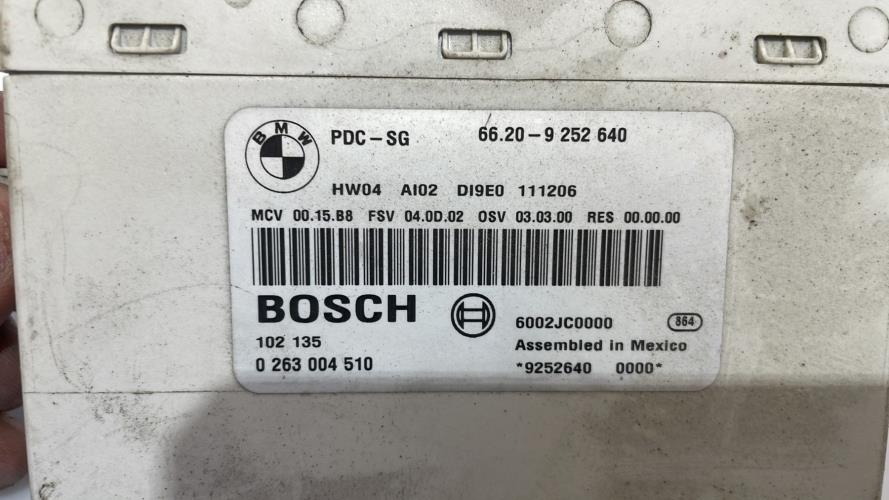 BMW
PDC-SG 66.20-9 252 640
HW04 AI02 DI9E0 111206
MCV 00.15.B8 FSV 04.0D.02 OSV 03.03.00 RES 00.00.00
BOSCH
6002JC0000 864
102 135 Assembled in Mexico
0 263 004 510 *9252640 0000*